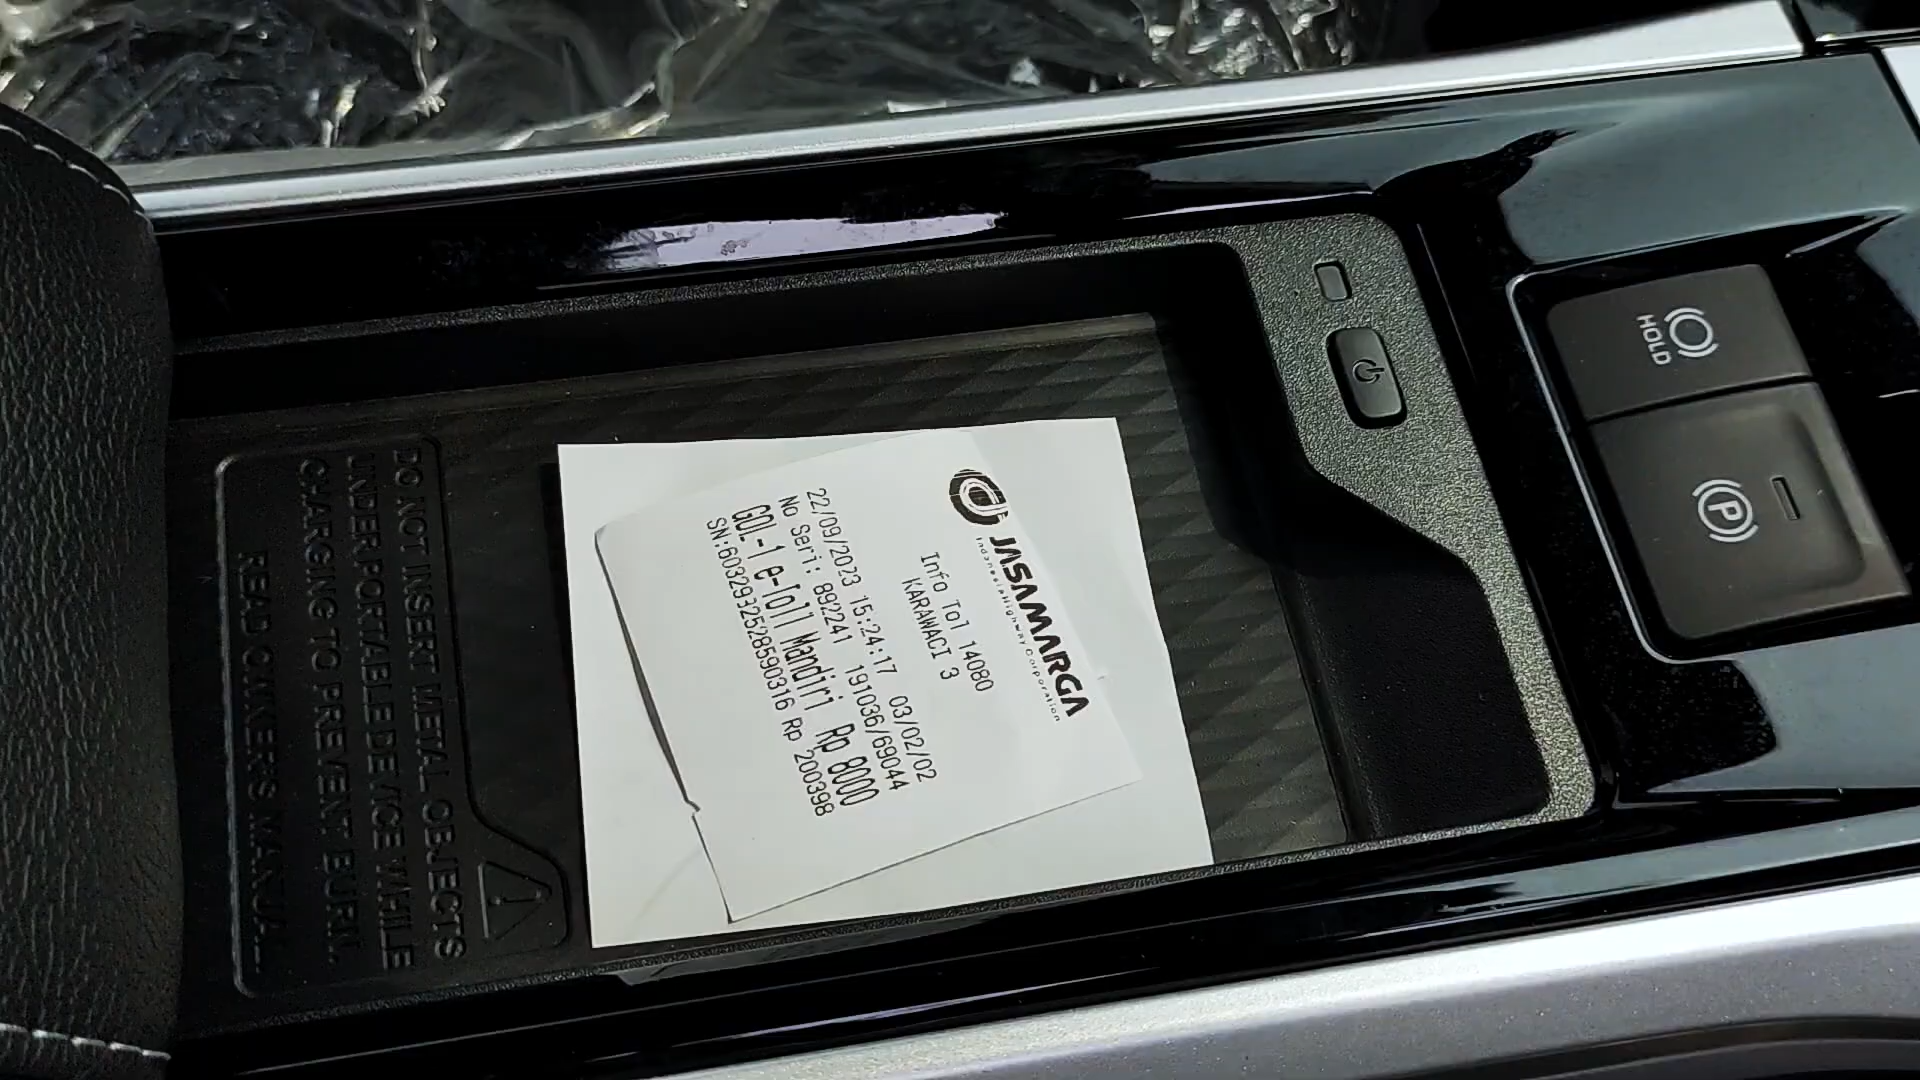 JASAMARGA
Indonesia Highway Corporation
Info Tol 14080
KARAWACI 3
22/09/2023 15:24:17 03/02/02
No Seri: 892241 191036/69044
GOL-1 e-Toll Mandiri Rp 8000
SN:6032932528590316 Rp 200398
DO NOT INSERT METAL OBJECTS
UNDER PORTABLE DEVICE WHILE
CHARGING TO PREVENT BURN.
READ OWNER'S MANUAL.
HOLD
P